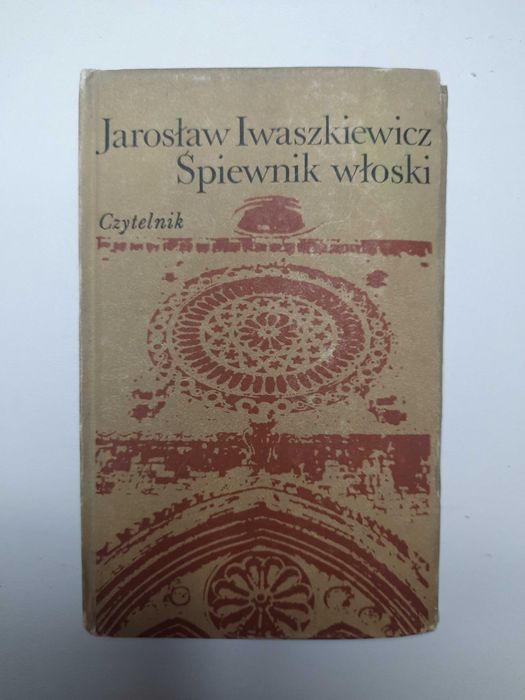 Jarosław Iwaszkiewicz
Śpiewnik włoski
Czytelnik